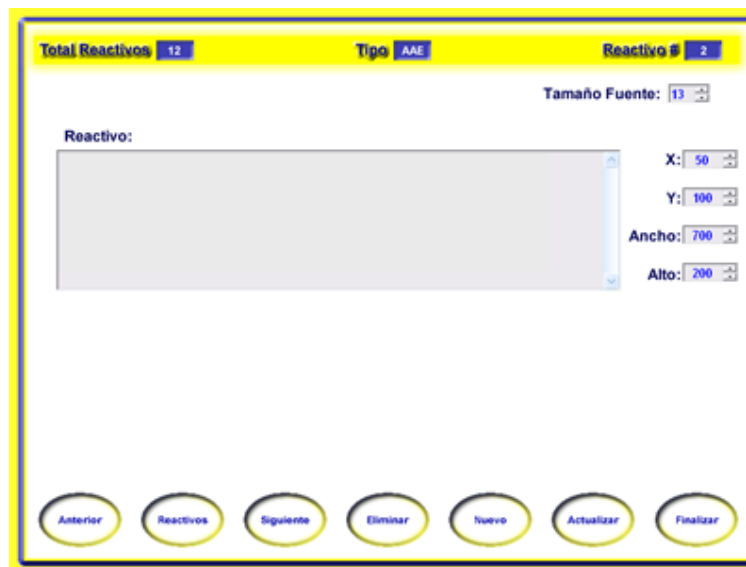 Total Reactivos 12 Tipo AAE Reactivo # 2
Tamaño Fuente: 13
Reactivo:
X: 50
Y: 100
Ancho: 700
Alto: 200
Anterior Reactivos Siguiente Eliminar Nuevo Actualizar Finalizar